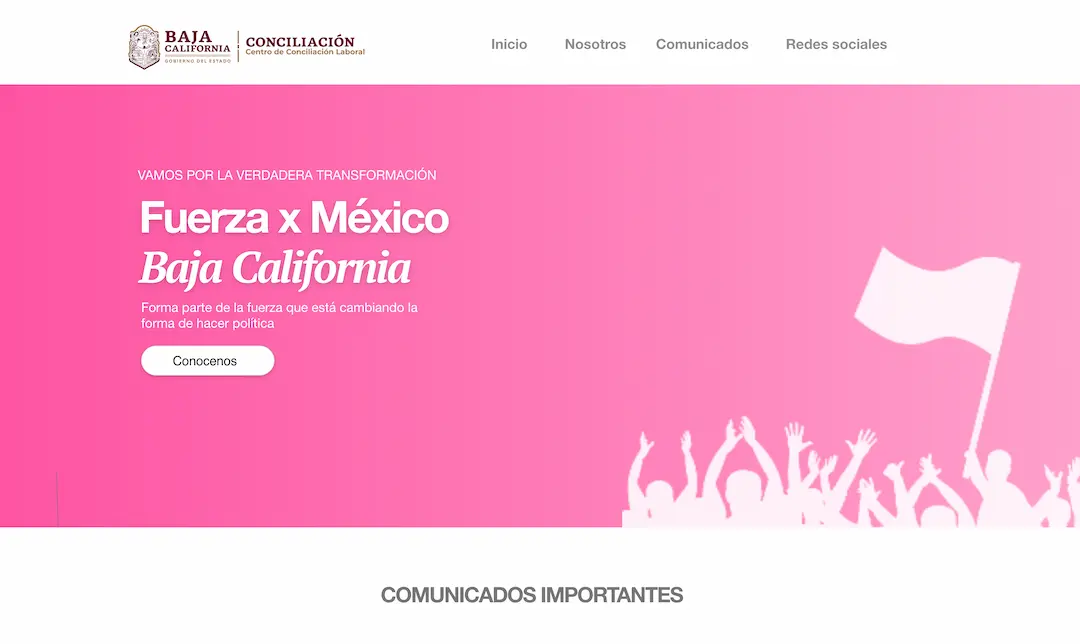 BAJA
CALIFORNIA
GOBIERNO DEL ESTADO
CONCILIACIÓN
Centro de Conciliación Laboral
Inicio
Nosotros
Comunicados
Redes sociales
VAMOS POR LA VERDADERA TRANSFORMACIÓN
Fuerza x México
Baja California
Forma parte de la fuerza que está cambiando la
forma de hacer política
Conocenos
COMUNICADOS IMPORTANTES